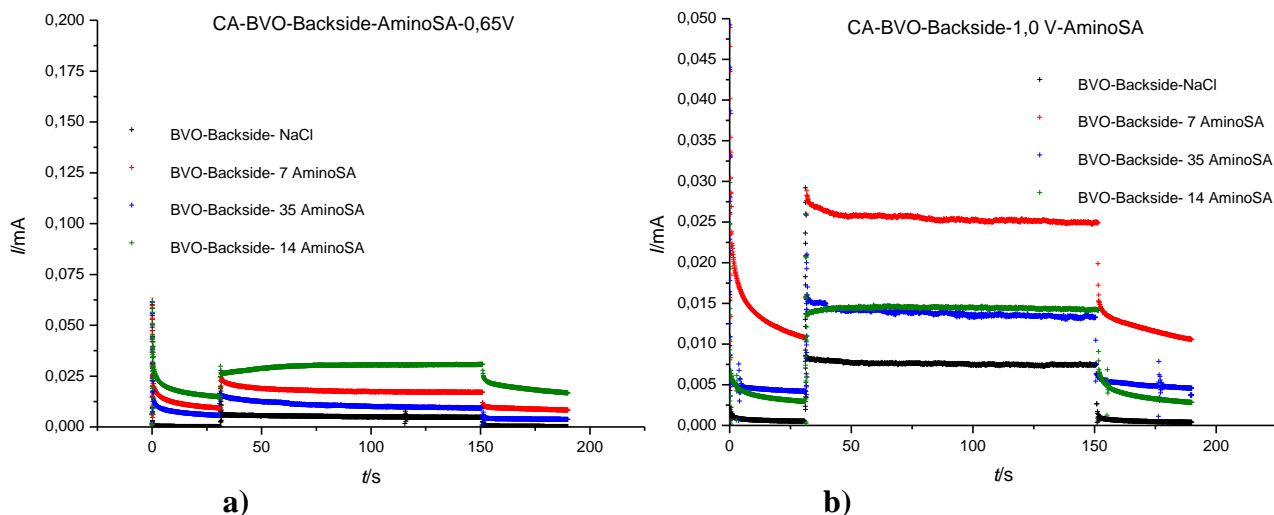 CA-BVO-Backside-AminoSA-0,65V
BVO-Backside- NaCl
BVO-Backside- 7 AminoSA
BVO-Backside- 35 AminoSA
BVO-Backside- 14 AminoSA
0,200
0,175
0,150
0,125
0,100
0,075
0,050
0,025
0,000
I/mA
0 50 100 150 200
t/s
a)
CA-BVO-Backside-1,0 V-AminoSA
BVO-Backside-NaCl
BVO-Backside- 7 AminoSA
BVO-Backside- 35 AminoSA
BVO-Backside- 14 AminoSA
0,050
0,045
0,040
0,035
0,030
0,025
0,020
0,015
0,010
0,005
0,000
I/mA
0 50 100 150 200
t/s
b)